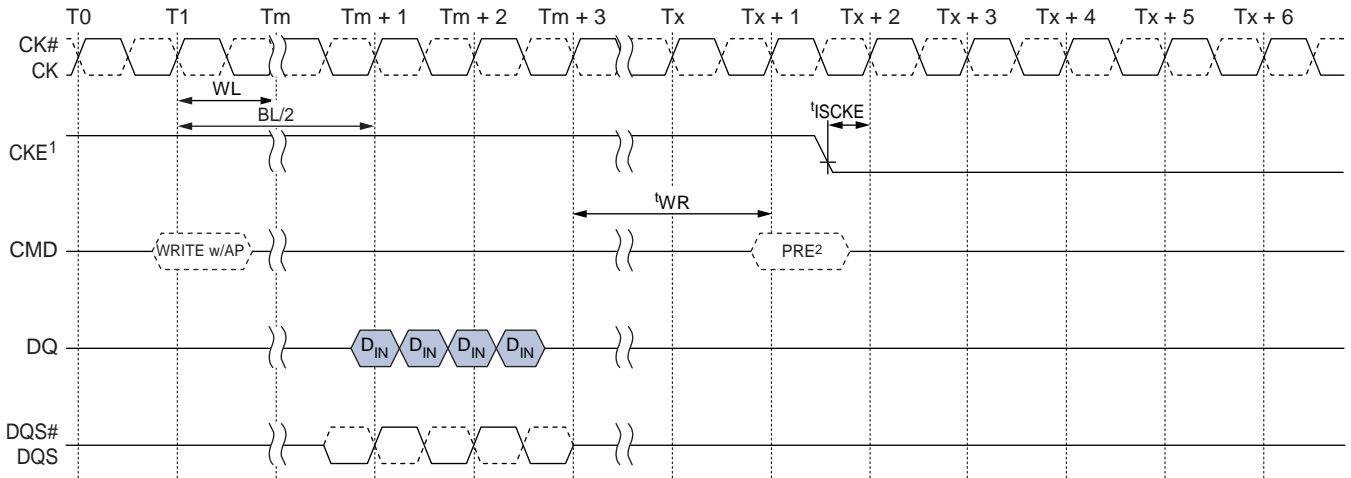 T0 T1 Tm Tm + 1 Tm + 2 Tm + 3 Tx Tx + 1 Tx + 2 Tx + 3 Tx + 4 Tx + 5 Tx + 6
CK#
CK
WL
BL/2
tISCKE
CKE1
tWR
CMD WRITE w/AP PRE2
DQ DIN DIN DIN DIN
DQS#
DQS